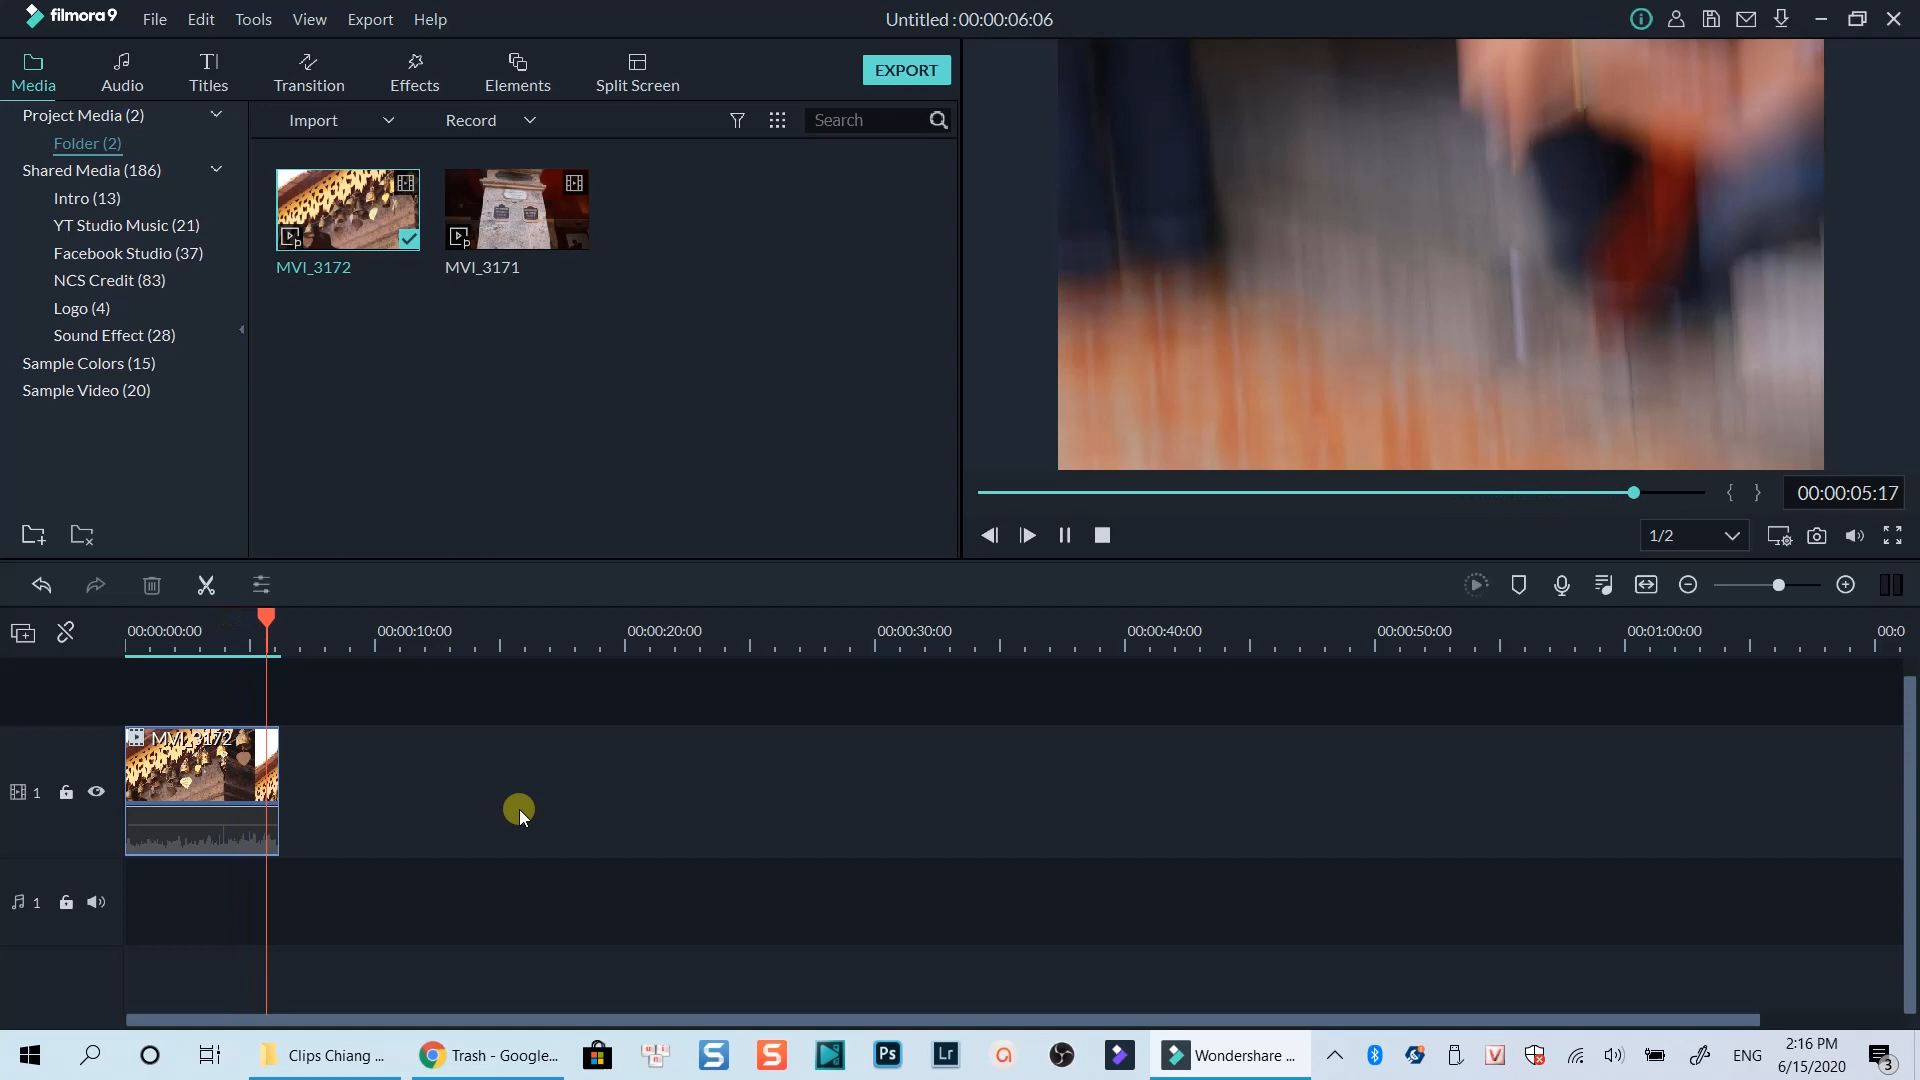 filmora9 File Edit Tools View Export Help Untitled : 00:00:06:06
Media Audio Titles Transition Effects Elements Split Screen EXPORT
Project Media (2) Import Record Search
Folder (2)
Shared Media (186)
Intro (13)
YT Studio Music (21)
Facebook Studio (37)
NCS Credit (83)
Logo (4)
Sound Effect (28)
Sample Colors (15)
Sample Video (20)
MVI_3172 MVI_3171
00:00:05:17
1/2
00:00:00:00 00:00:10:00 00:00:20:00 00:00:30:00 00:00:40:00 00:00:50:00 00:01:00:00 00:0
MVI_3172
1
1
Clips Chiang ... Trash - Google... Ps Lr Wondershare ... ENG 2:16 PM
6/15/2020 3